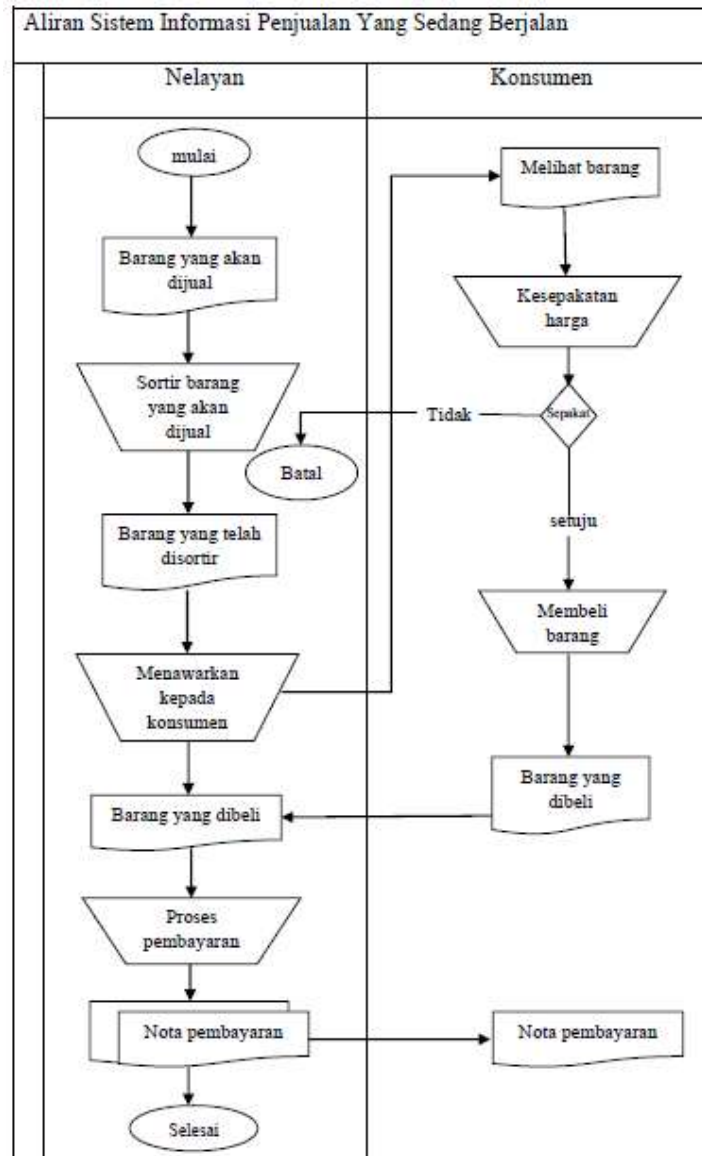 Aliran Sistem Informasi Penjualan Yang Sedang Berjalan
Nelayan
Konsumen
mulai
Barang yang akan
dijual
Sortir barang
yang akan
dijual
Batal
Barang yang telah
disortir
Menawarkan
kepada
konsumen
Barang yang dibeli
Proses
pembayaran
Nota pembayaran
Selesai
Melihat barang
Kesepakatan
harga
Sepakat
Tidak
setuju
Membeli
barang
Barang yang
dibeli
Nota pembayaran